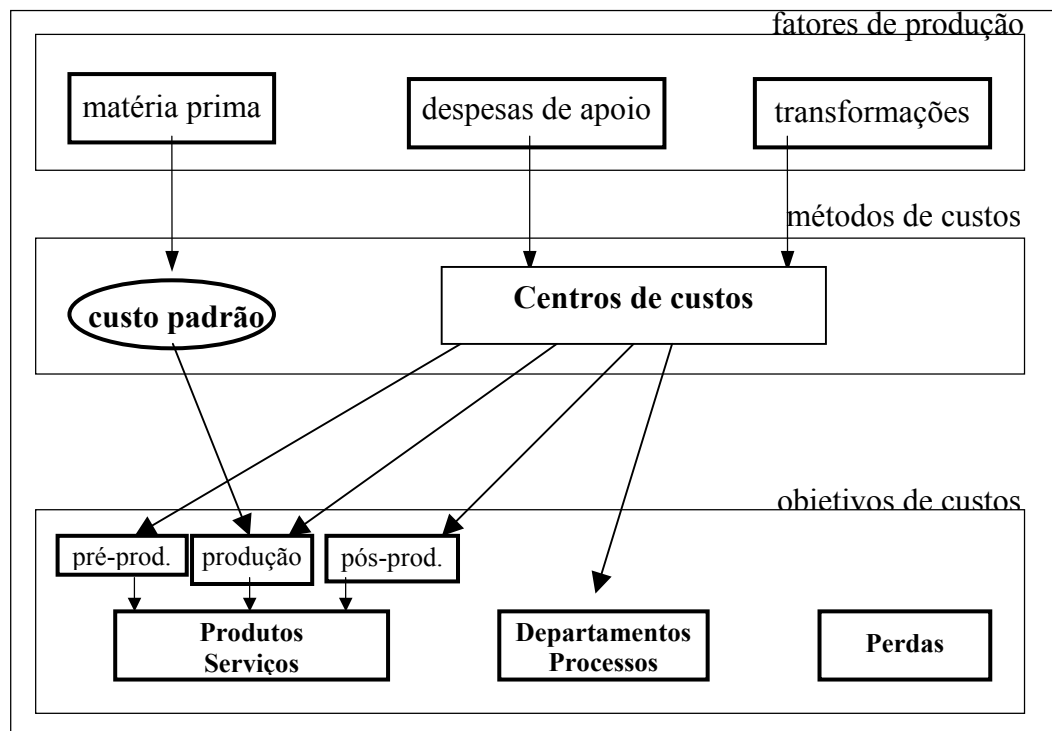 fatores de produção
matéria prima
despesas de apoio
transformações
métodos de custos
custo padrão
Centros de custos
objetivos de custos
pré-prod.
produção
pós-prod.
Produtos
Serviços
Departamentos
Processos
Perdas